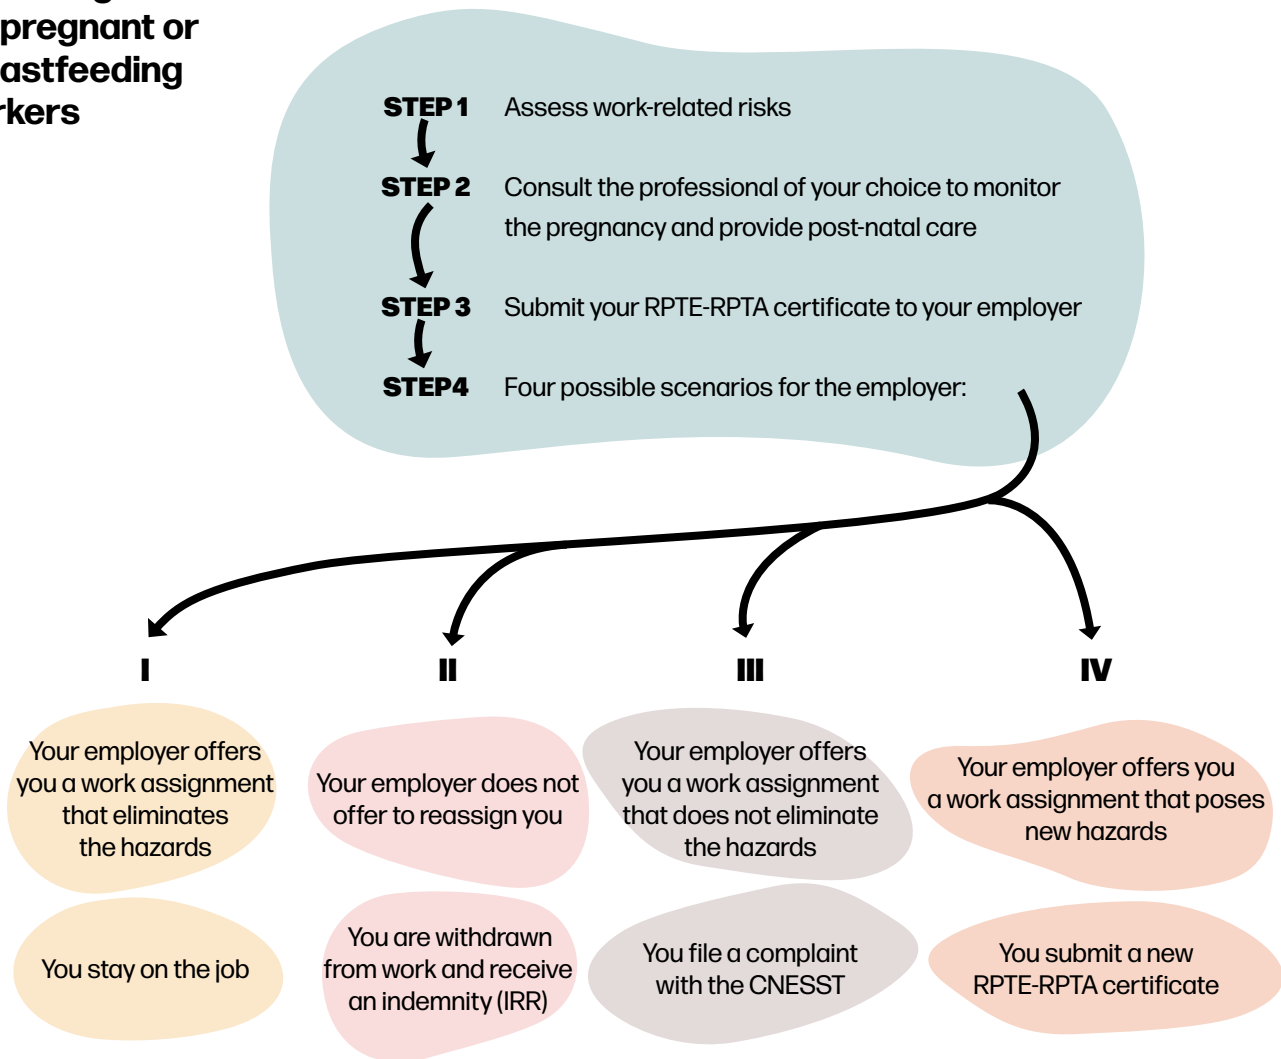 pregnant or
STEP 1 Assess work-related risks
STEP 2 Consult the professional of your choice to monitor
the pregnancy and provide post-natal care
STEP 3 Submit your RPTE-RPTA certificate to your employer
STEP4 Four possible scenarios for the employer:
I
Your employer offers
you a work assignment
that eliminates
the hazards
You stay on the job
II
Your employer does not
offer to reassign you
You are withdrawn
from work and receive
an indemnity (IRR)
III
Your employer offers
you a work assignment
that does not eliminate
the hazards
You file a complaint
with the CNESST
IV
Your employer offers you
a work assignment that poses
new hazards
You submit a new
RPTE-RPTA certificate